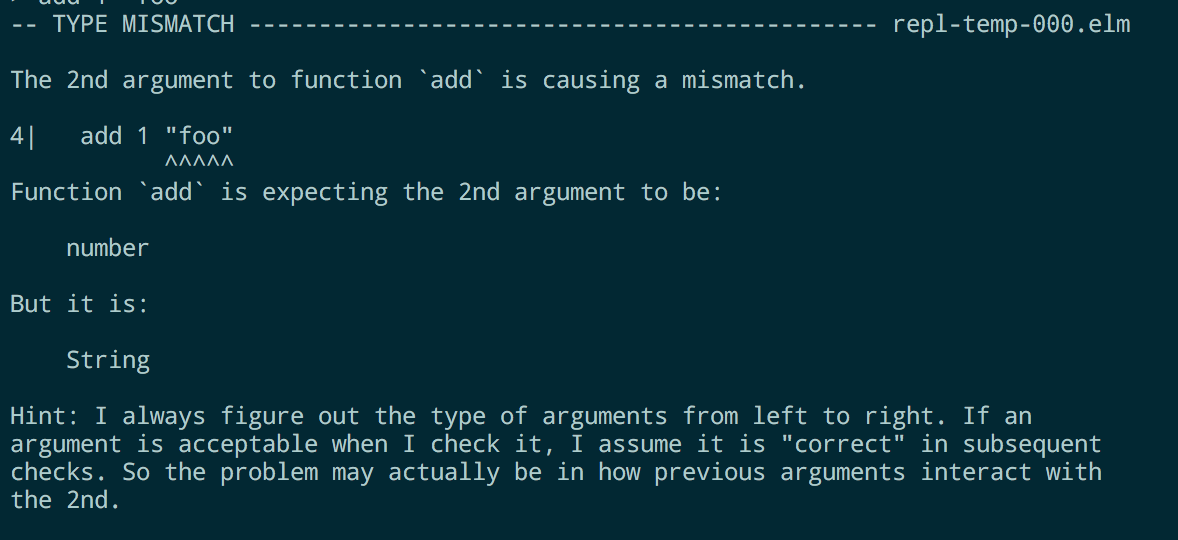 -- TYPE MISMATCH --------------------------------------------- repl-temp-000.elm
The 2nd argument to function `add` is causing a mismatch.
4|   add 1 "foo"
           ^^^^^
Function `add` is expecting the 2nd argument to be:
    number
But it is:
    String
Hint: I always figure out the type of arguments from left to right. If an
argument is acceptable when I check it, I assume it is "correct" in subsequent
checks. So the problem may actually be in how previous arguments interact with
the 2nd.